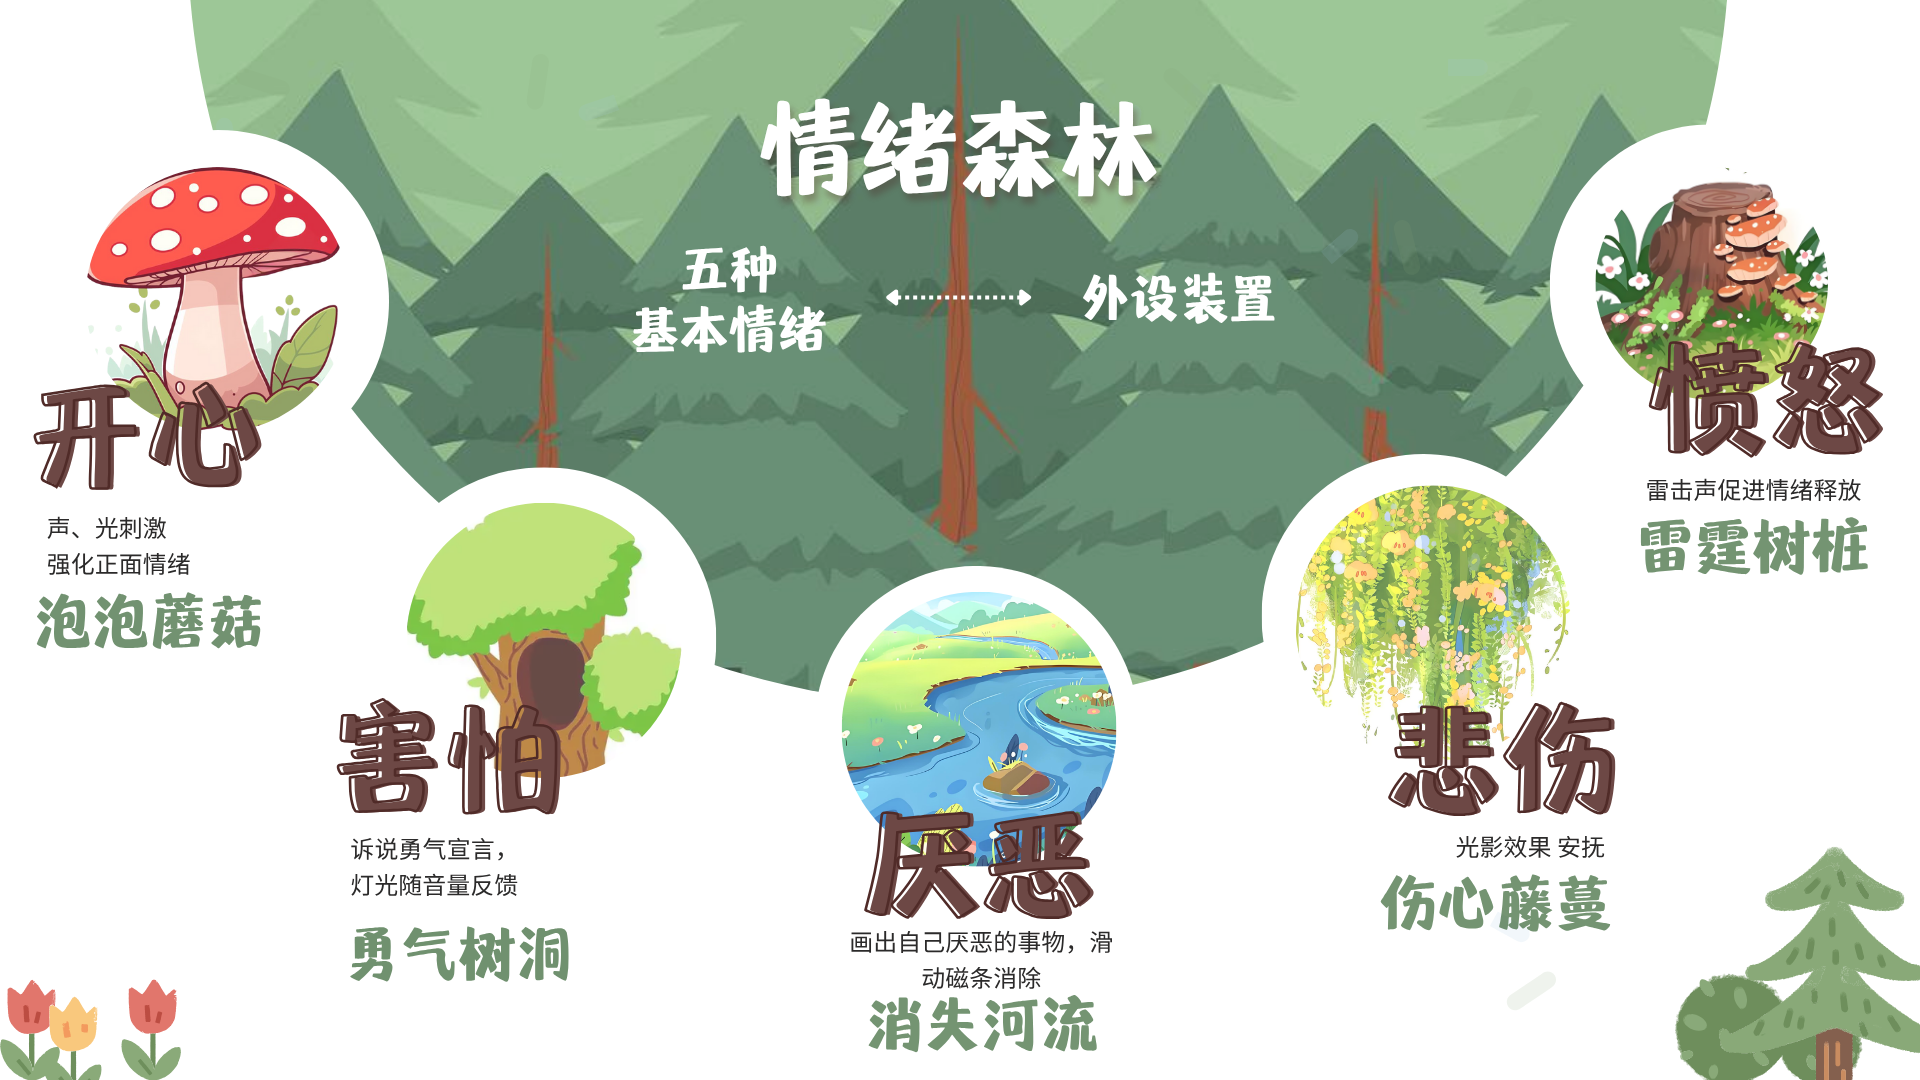 情绪森林
五种
基本情绪
外设装置
开心
声、光刺激
强化正面情绪
泡泡蘑菇
害怕
诉说勇气宣言，
灯光随音量反馈
勇气树洞
厌恶
画出自己厌恶的事物，滑
动磁条消除
消失河流
悲伤
光影效果 安抚
伤心藤蔓
愤怒
雷击声促进情绪释放
雷霆树桩